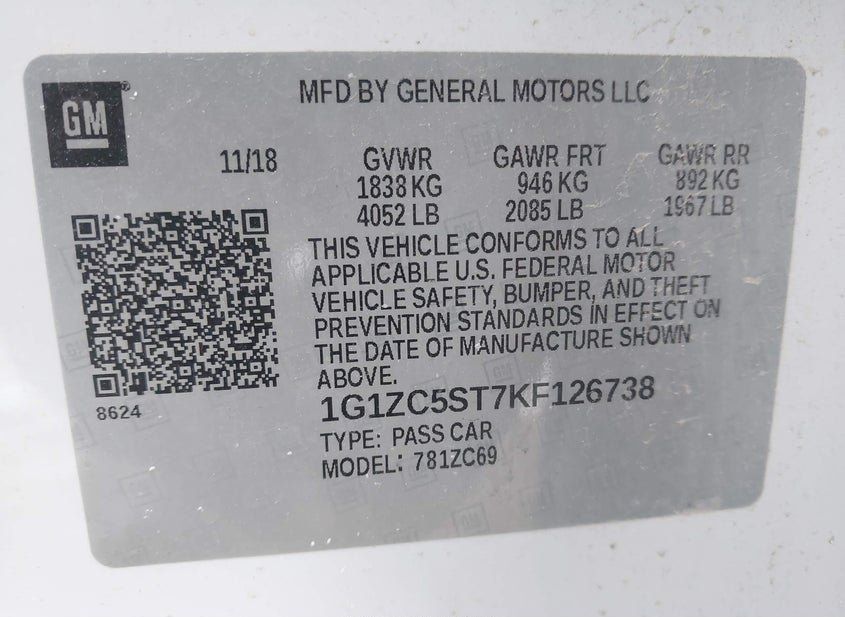 GM
MFD BY GENERAL MOTORS LLC
11/18 GVWR GAWR FRT GAWR RR
1838 KG 946 KG 892 KG
4052 LB 2085 LB 1967 LB
THIS VEHICLE CONFORMS TO ALL
APPLICABLE U.S. FEDERAL MOTOR
VEHICLE SAFETY, BUMPER, AND THEFT
PREVENTION STANDARDS IN EFFECT ON
THE DATE OF MANUFACTURE SHOWN
ABOVE.
8624
1G1ZC5ST7KF126738
TYPE: PASS CAR
MODEL: 781ZC69